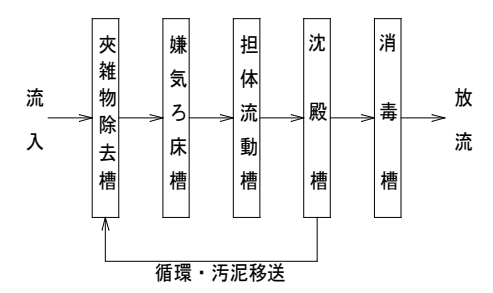 流入
夾雑物除去槽
嫌気ろ床槽
担体流動槽
沈殿槽
消毒槽
放流
循環・汚泥移送